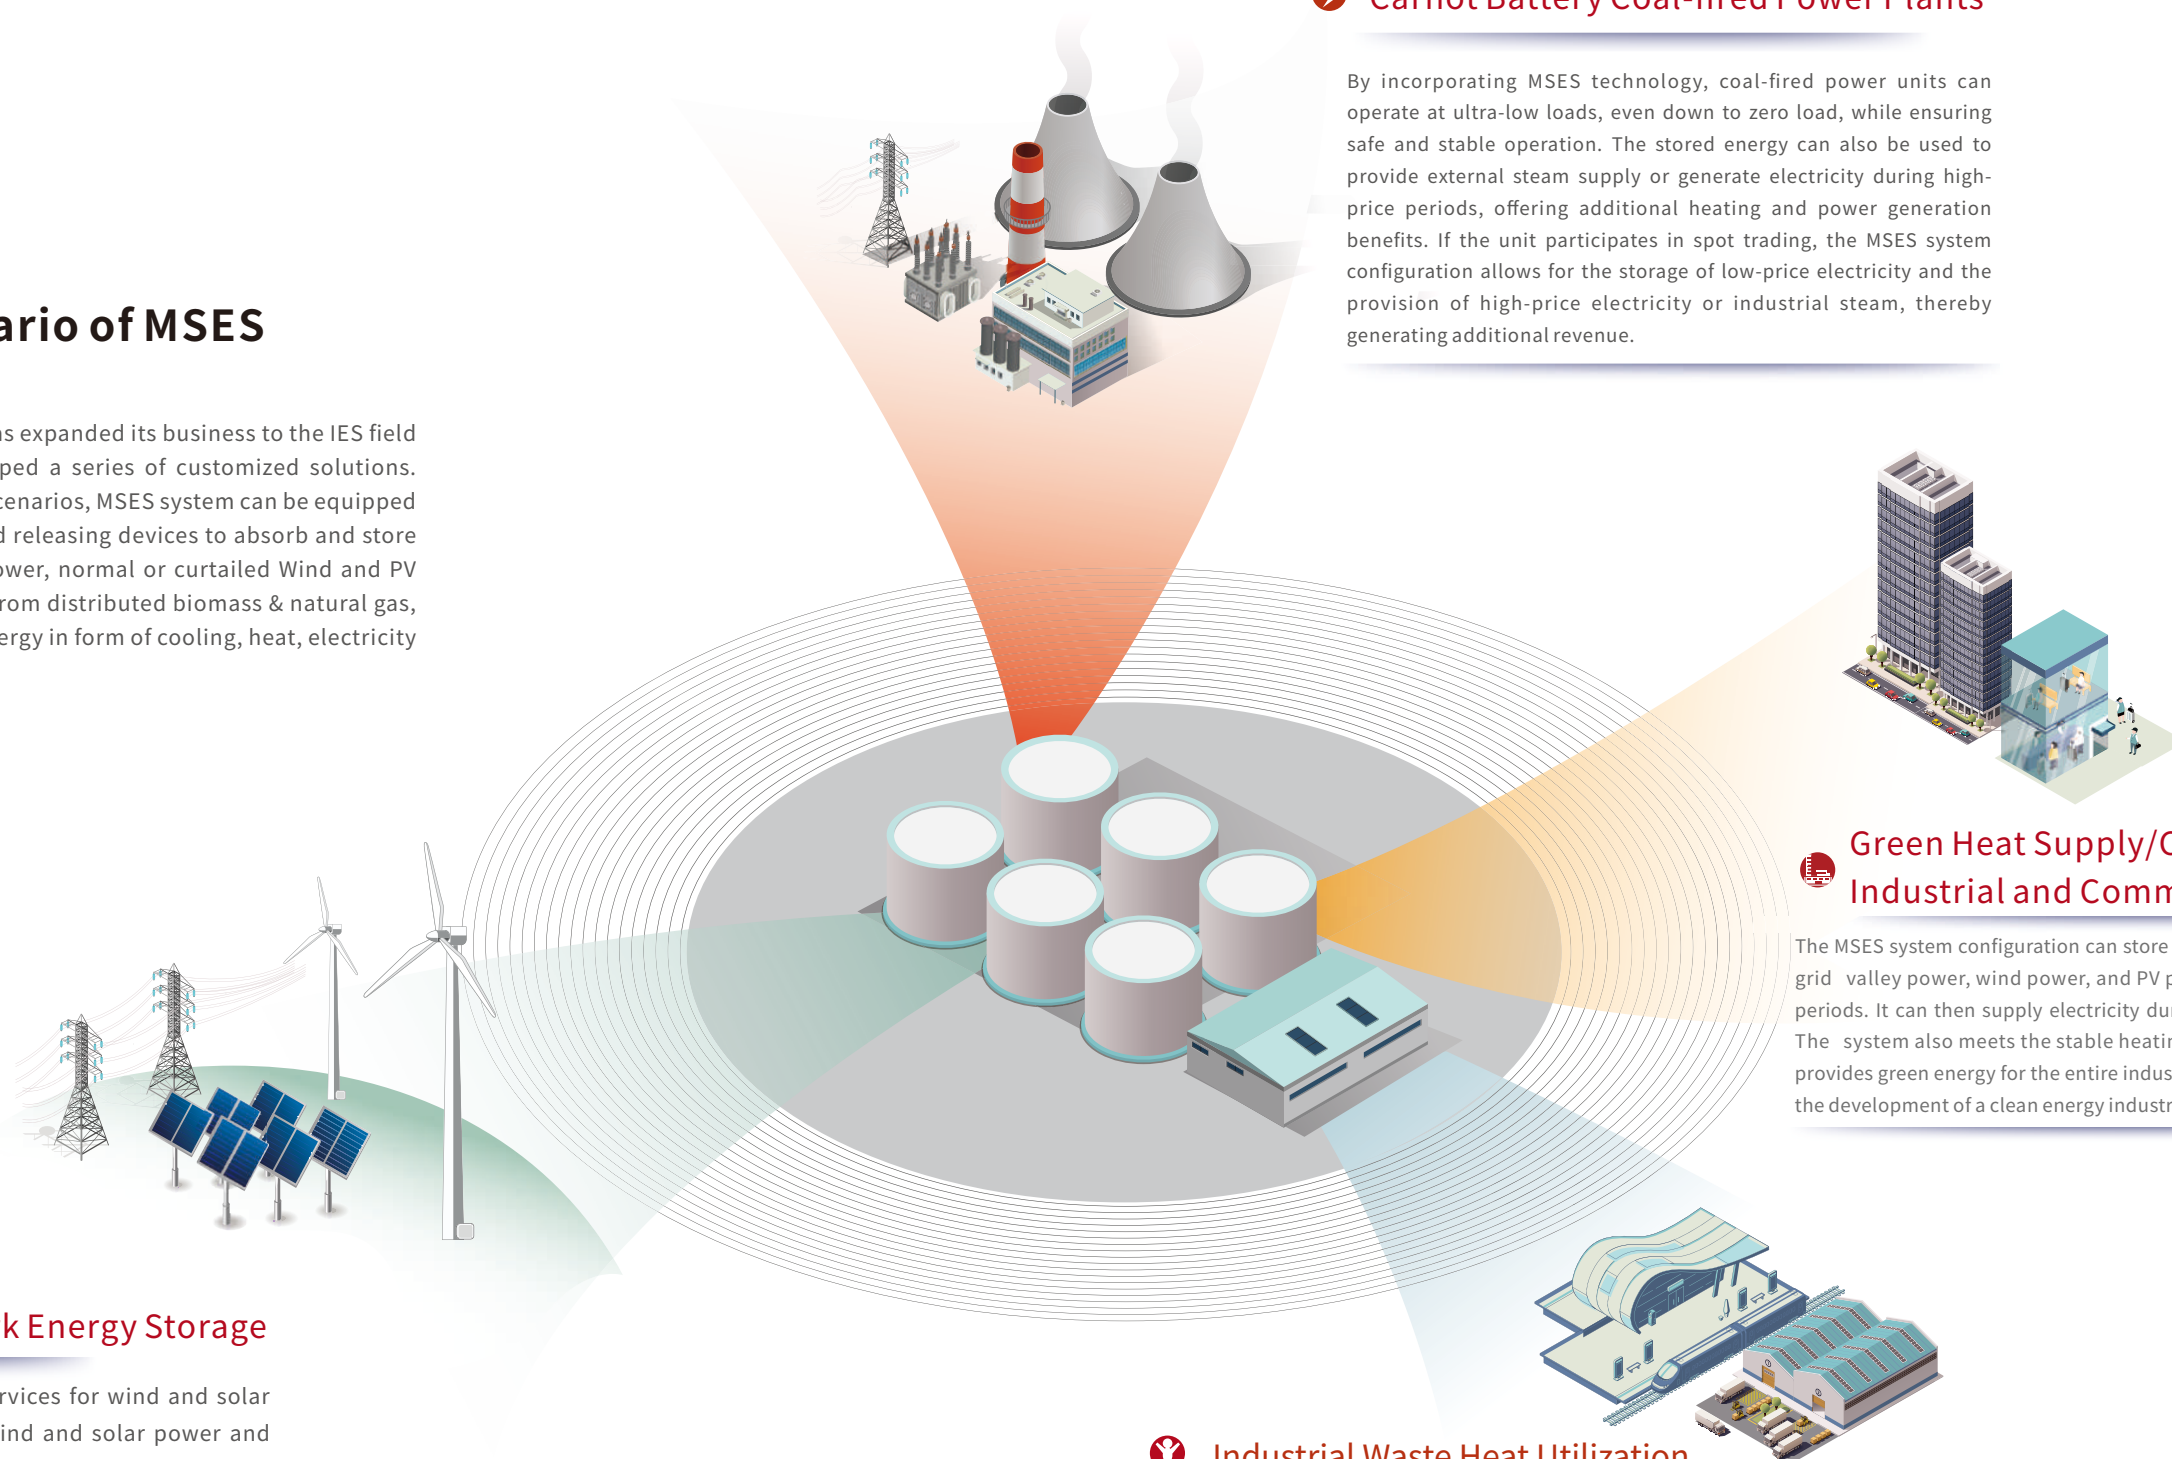 Carnot Battery Coal-fired Power Plants
By incorporating MSES technology, coal-fired power units can
operate at ultra-low loads, even down to zero load, while ensuring
safe and stable operation. The stored energy can also be used to
provide external steam supply or generate electricity during high-
price periods, offering additional heating and power generation
benefits. If the unit participates in spot trading, the MSES system
configuration allows for the storage of low-price electricity and the
provision of high-price electricity or industrial steam, thereby
generating additional revenue.
ario of MSES
as expanded its business to the IES field
ped a series of customized solutions.
cenarios, MSES system can be equipped
d releasing devices to absorb and store
ower, normal or curtailed Wind and PV
rom distributed biomass & natural gas,
ergy in form of cooling, heat, electricity
Green Heat Supply/
Industrial and Comm
The MSES system configuration can store
grid valley power, wind power, and PV p
periods. It can then supply electricity du
The system also meets the stable heatin
provides green energy for the entire indus
the development of a clean energy industr
k Energy Storage
rvices for wind and solar
ind and solar power and
Industrial Waste Heat Utilization